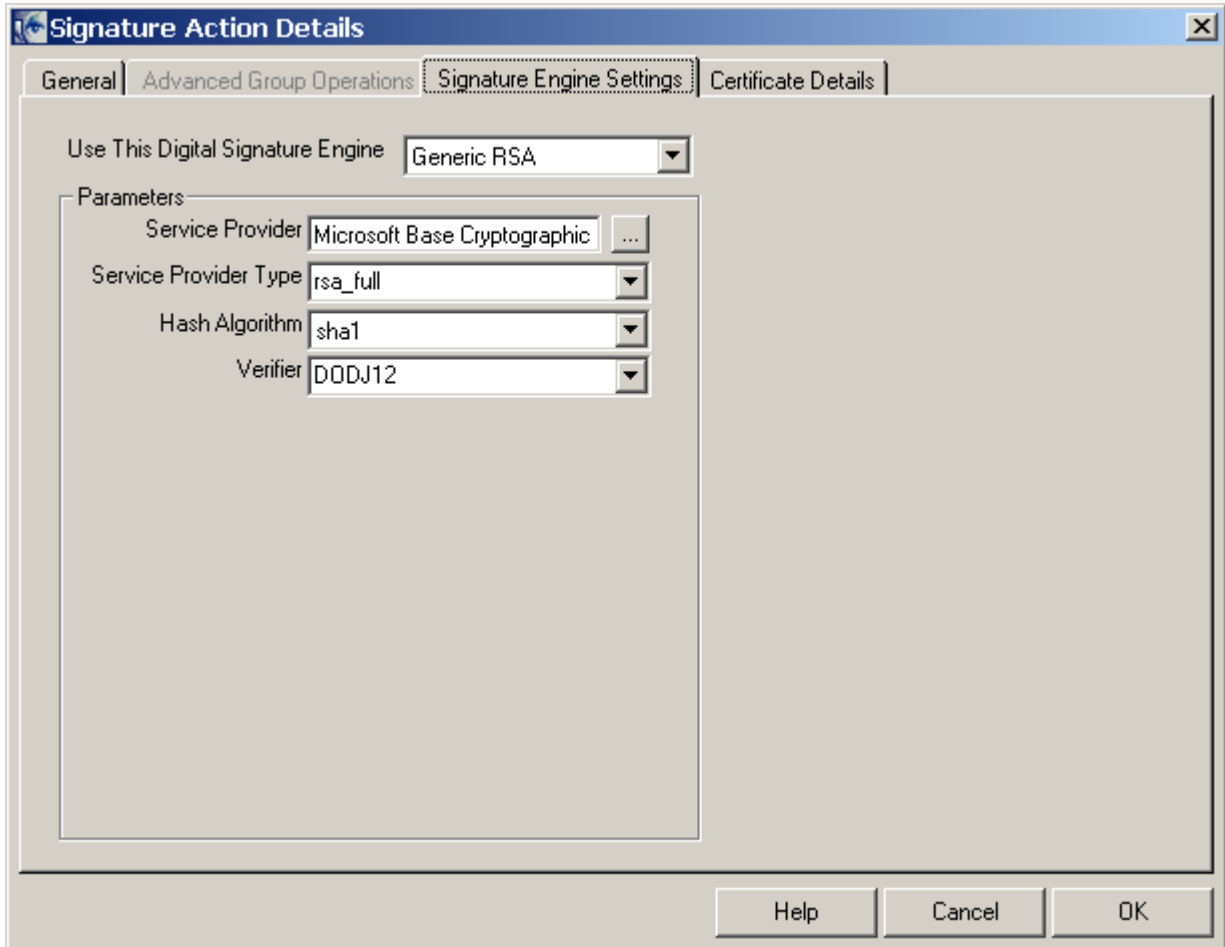 Signature Action Details
General Advanced Group Operations Signature Engine Settings Certificate Details
Use This Digital Signature Engine Generic RSA
Parameters
Service Provider Microsoft Base Cryptographic ...
Service Provider Type rsa_full
Hash Algorithm sha1
Verifier DODJ12
Help Cancel OK